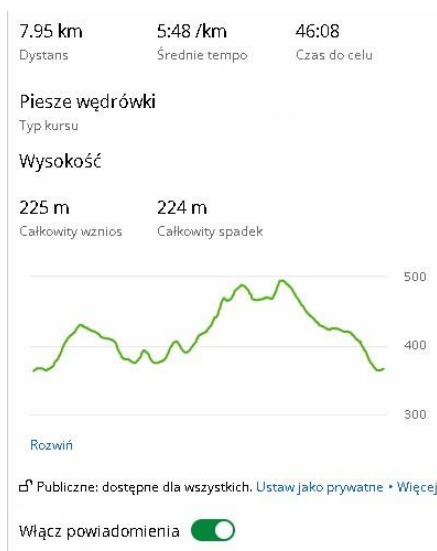 7.95 km 5:48 /km 46:08
Dystans Średnie tempo Czas do celu
Piesze wędrówki
Typ kursu
Wysokość
225 m 224 m
Całkowity wznios Całkowity spadek
500
400
300
Rozwiń
Publiczne: dostępne dla wszystkich. Ustaw jako prywatne • Więcej
Włącz powiadomienia